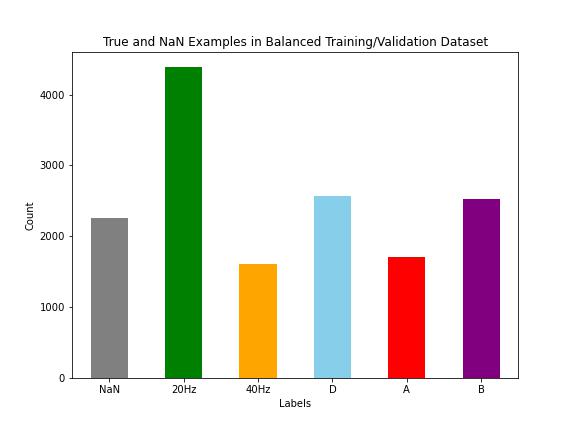 True and NaN Examples in Balanced Training/Validation Dataset
4000
3000
2000
1000
0
Count
NaN 20Hz 40Hz D A B
Labels